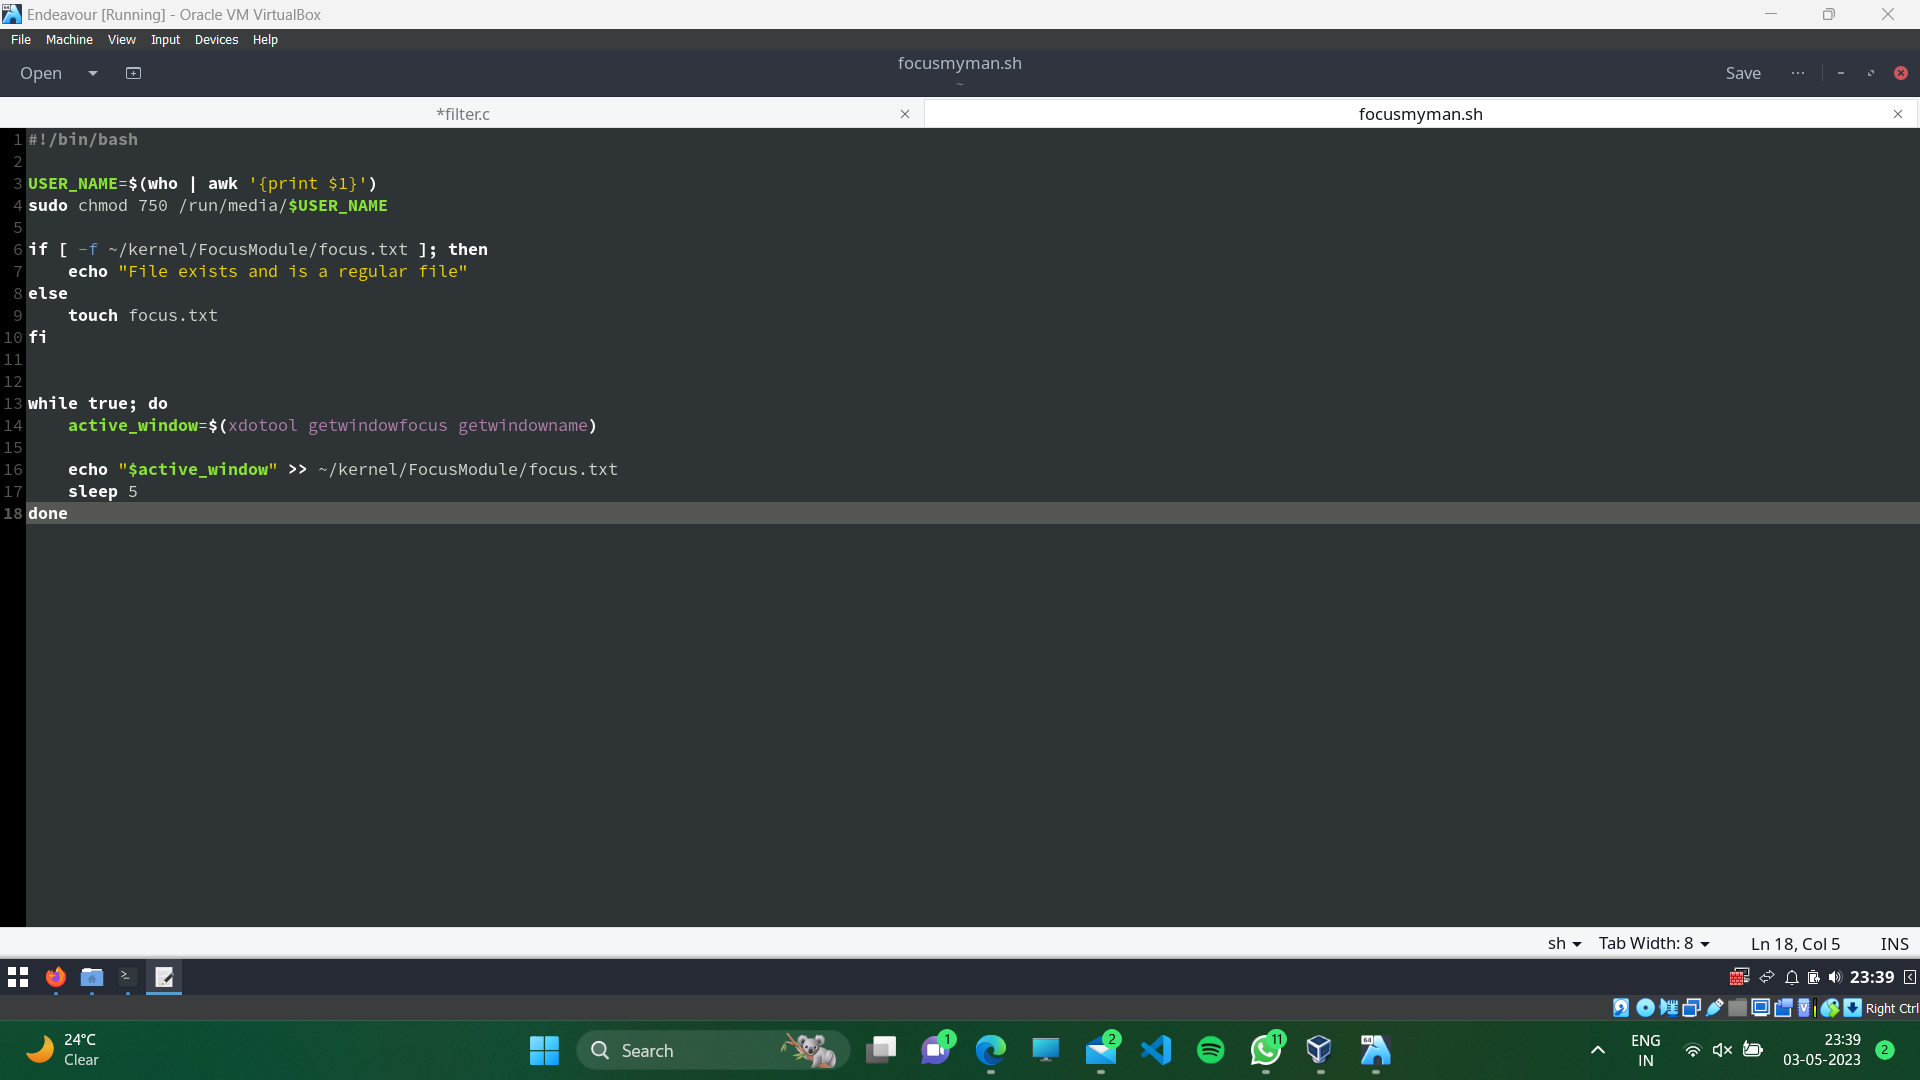 Endeavour [Running] - Oracle VM VirtualBox
File Machine View Input Devices Help
Open
focusmyman.sh
~
Save
*filter.c
focusmyman.sh
1 #!/bin/bash
2
3 USER_NAME=$(who | awk '{print $1}')
4 sudo chmod 750 /run/media/$USER_NAME
5
6 if [ -f ~/kernel/FocusModule/focus.txt ]; then
7     echo "File exists and is a regular file"
8 else
9     touch focus.txt
10 fi
11
12
13 while true; do
14     active_window=$(xdotool getwindowfocus getwindowname)
15
16     echo "$active_window" >> ~/kernel/FocusModule/focus.txt
17     sleep 5
18 done
sh Tab Width: 8 Ln 18, Col 5 INS
23:39
Right Ctrl
24°C
Clear
Search
1
2
11
64
ENG
IN
23:39
03-05-2023
2